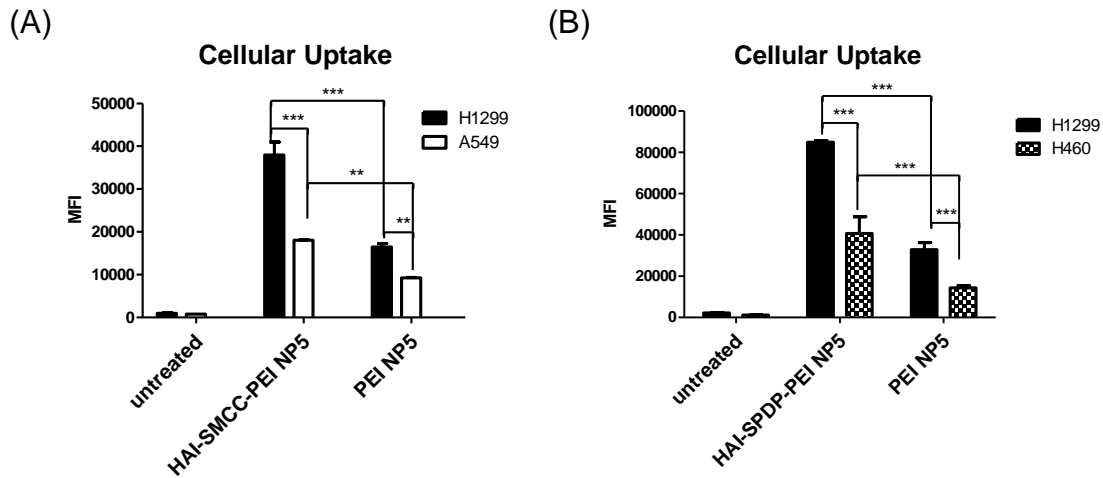 (A)
Cellular Uptake
MFI
50000
40000
30000
20000
10000
0
***
***
**
**
H1299
A549
untreated
HAI-SMCC-PEI NP5
PEI NP5
(B)
Cellular Uptake
MFI
100000
80000
60000
40000
20000
0
***
***
***
***
H1299
H460
untreated
HAI-SPDP-PEI NP5
PEI NP5